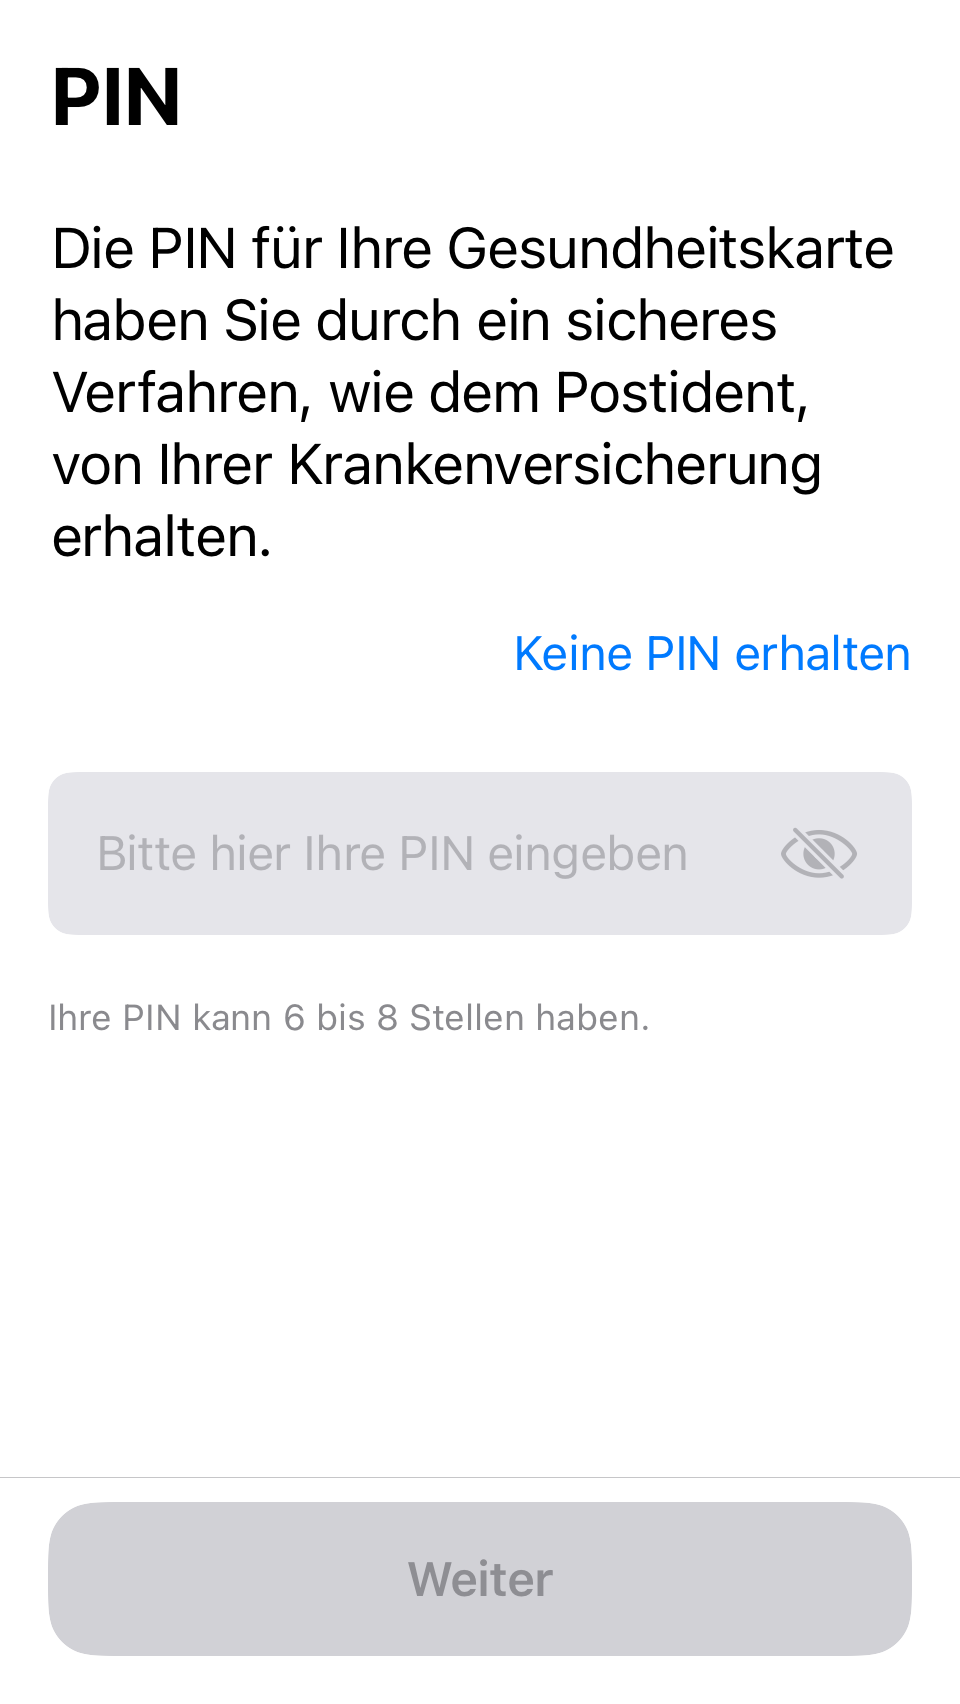 PIN
Die PIN für Ihre Gesundheitskarte
haben Sie durch ein sicheres
Verfahren, wie dem Postident,
von Ihrer Krankenversicherung
erhalten.
Keine PIN erhalten
Bitte hier Ihre PIN eingeben
Ihre PIN kann 6 bis 8 Stellen haben.
Weiter